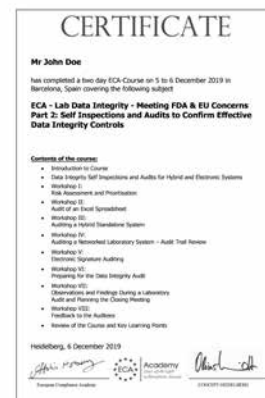 CERTIFICATE
Mr John Doe
has completed a two day ECA-Course on 5 to 6 December 2019 in
Barcelona, Spain covering the following subject
ECA - Lab Data Integrity - Meeting FDA & EU Concerns
Part 2: Self Inspections and Audits to Confirm Effective
Data Integrity Controls
Contents of the course:
• Introduction to Course
• Data Integrity Self Inspections and Audits for Hybrid and Electronic Systems
• Workshop I:
Risk Assessment and Prioritisation
• Workshop II:
Audit of an Excel Spreadsheet
• Workshop III:
Auditing a Hybrid Standalone System
• Workshop IV:
Auditing a Networked Laboratory System – Audit Trail Review
• Workshop V:
Electronic Signature Auditing
• Workshop VI:
Preparing for the Data Integrity Audit
• Workshop VII:
Observations and Findings During a Laboratory
Audit and Planning the Closing Meeting
• Workshop VIII:
Feedback to the Auditees
• Review of the Course and Key Learning Points
Heidelberg, 6 December 2019
ECA
Academy
European Compliance Academy
CONCEPT HEIDELBERG